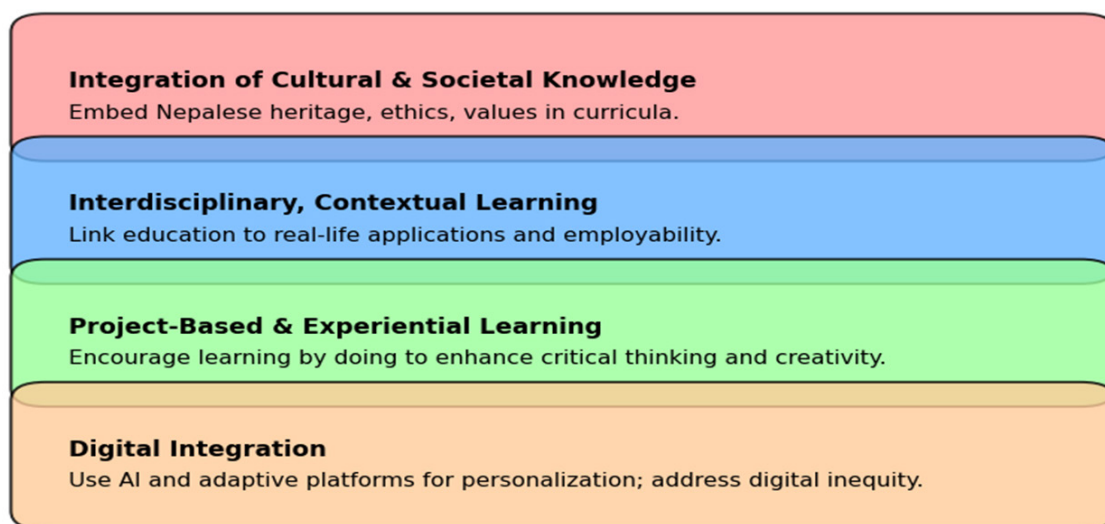 Integration of Cultural & Societal Knowledge
Embed Nepalese heritage, ethics, values in curricula.
Interdisciplinary, Contextual Learning
Link education to real-life applications and employability.
Project-Based & Experiential Learning
Encourage learning by doing to enhance critical thinking and creativity.
Digital Integration
Use AI and adaptive platforms for personalization; address digital inequity.